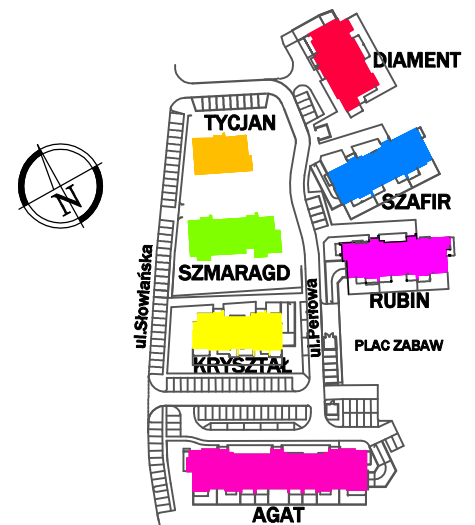 DIAMENT
TYCJAN
SZAFIR
N
SZMARAGD
ul.Słowiańska
ul.Perłowa
RUBIN
PLAC ZABAW
KRYSZTAŁ
AGAT